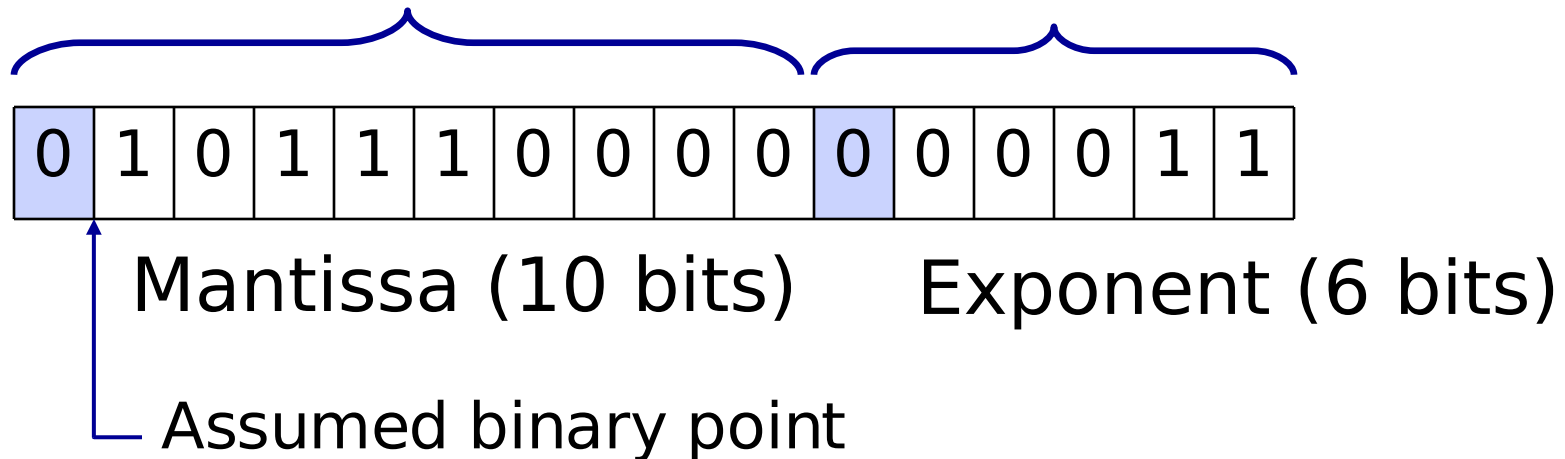 0 1 0 1 1 1 0 0 0 0 0 0 0 0 1 1
Mantissa (10 bits) Exponent (6 bits)
Assumed binary point